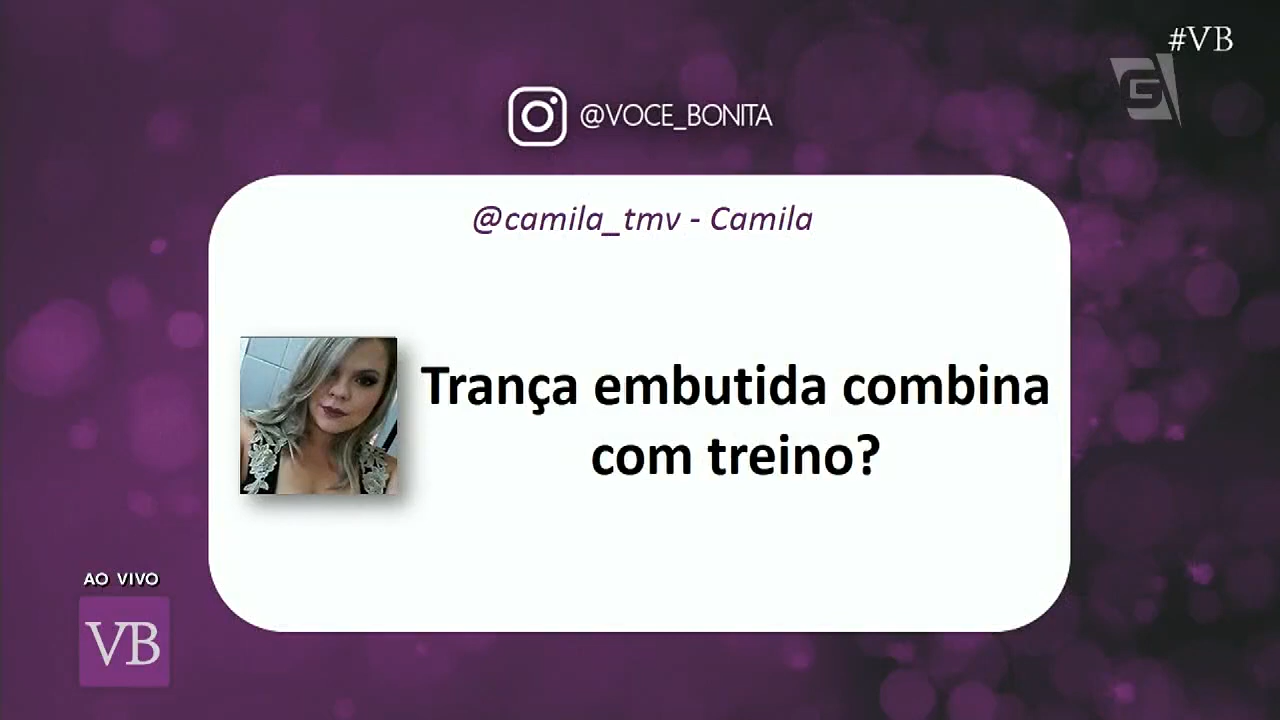 #VB
G
@VOCE_BONITA
@camila_tmv - Camila
Trança embutida combina
com treino?
AO VIVO
VB